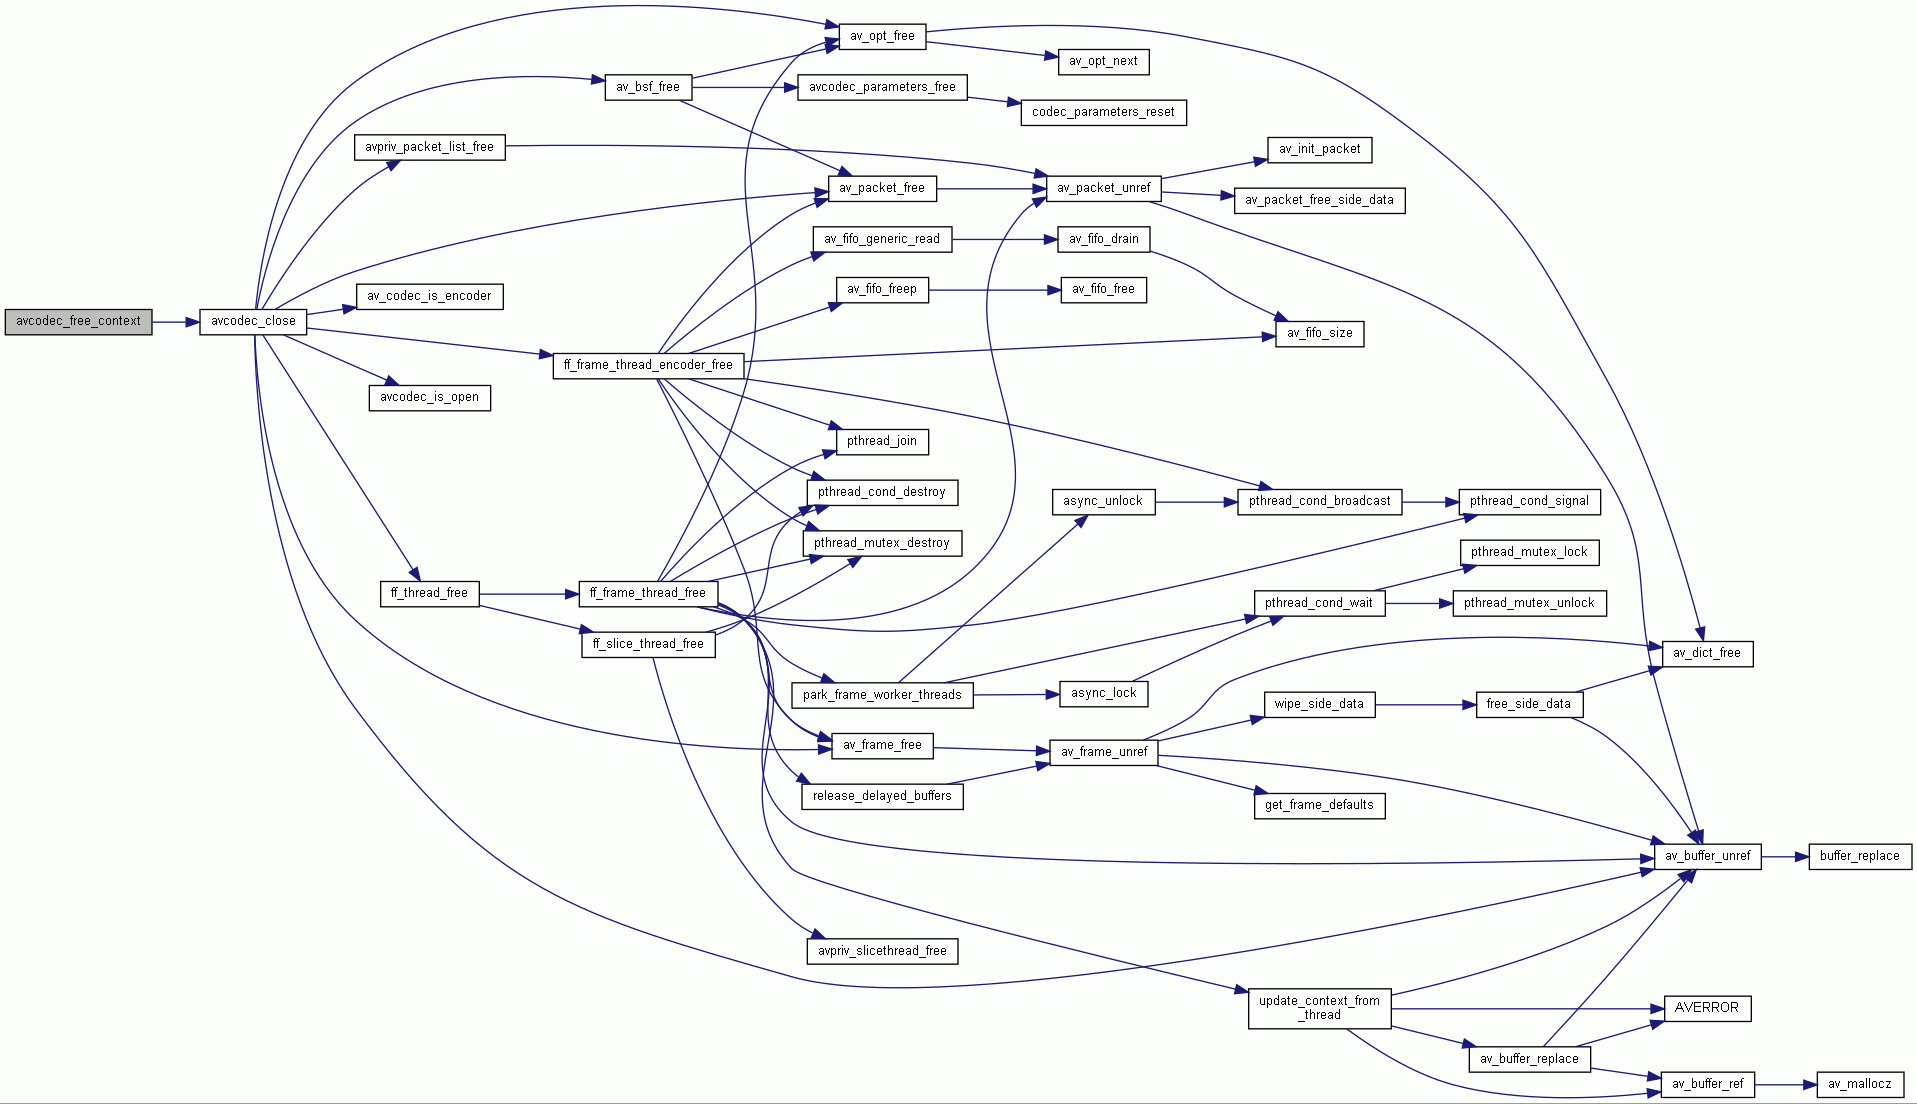 av_opt_free
av_opt_next
av_bsf_free
avcodec_parameters_free
codec_parameters_reset
avpriv_packet_list_free
av_init_packet
av_packet_free
av_packet_unref
av_packet_free_side_data
av_fifo_generic_read
av_fifo_drain
av_codec_is_encoder
av_fifo_freep
av_fifo_free
avcodec_free_context
avcodec_close
av_fifo_size
ff_frame_thread_encoder_free
avcodec_is_open
pthread_join
pthread_cond_destroy
async_unlock
pthread_cond_broadcast
pthread_cond_signal
pthread_mutex_destroy
pthread_mutex_lock
ff_thread_free
ff_frame_thread_free
pthread_cond_wait
pthread_mutex_unlock
ff_slice_thread_free
av_dict_free
park_frame_worker_threads
async_lock
wipe_side_data
free_side_data
av_frame_free
av_frame_unref
release_delayed_buffers
get_frame_defaults
av_buffer_unref
buffer_replace
avpriv_slicethread_free
update_context_from
_thread
AVERROR
av_buffer_replace
av_buffer_ref
av_mallocz